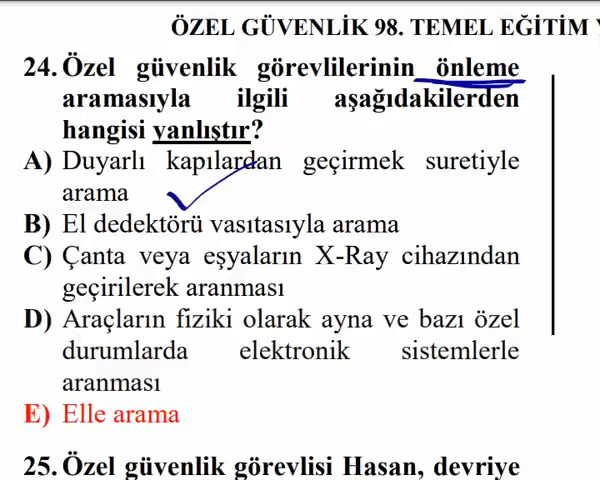 ÖZEL GÜVENLİK 98. TEMEL EĞİTİM Y
24. Özel güvenlik görevlilerinin önleme
aramasıyla ilgili aşağıdakilerden
hangisi yanlıştır?
A) Duyarlı kapılardan geçirmek suretiyle
arama
B) El dedektörü vasıtasıyla arama
C) Çanta veya eşyaların X-Ray cihazından
geçirilerek aranması
D) Araçların fiziki olarak ayna ve bazı özel
durumlarda elektronik sistemlerle
aranması
E) Elle arama
25. Özel güvenlik görevlisi Hasan, devriye